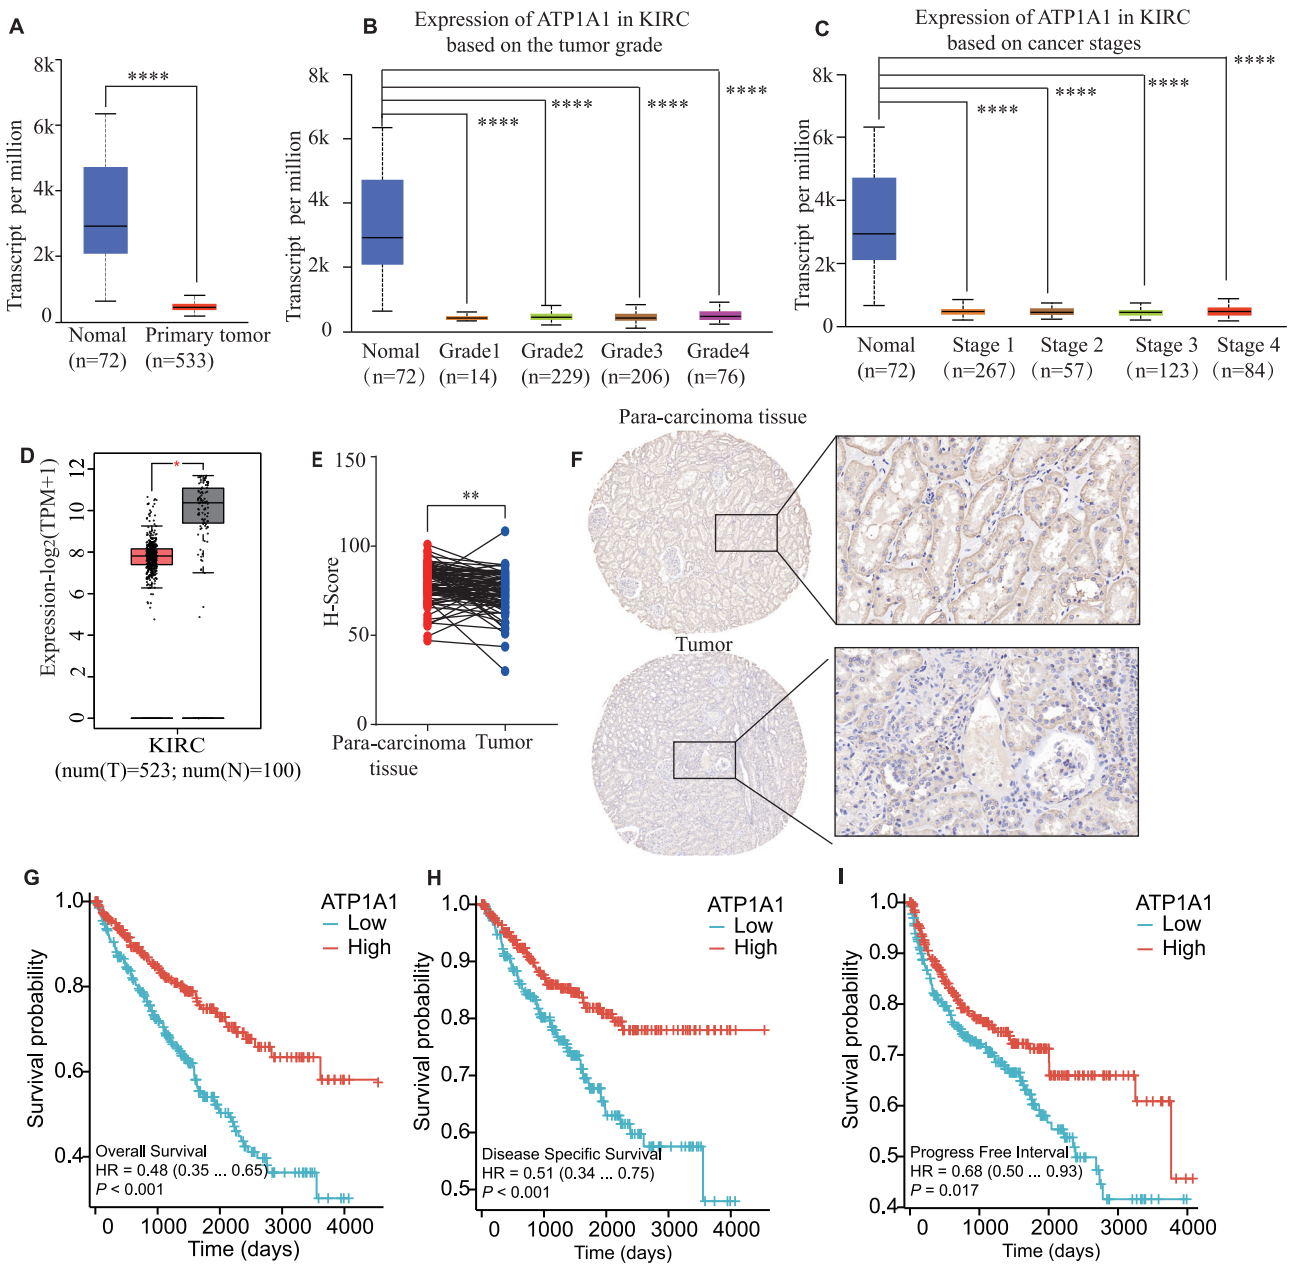 A
8k
6k
4k
2k
0
Transcript per million
****
Nomal
(n=72)
Primary tomor
(n=533)
B
Expression of ATP1A1 in KIRC
based on the tumor grade
8k
6k
4k
2k
0
Transcript per million
****
****
****
****
Nomal
(n=72)
Grade1
(n=14)
Grade2
(n=229)
Grade3
(n=206)
Grade4
(n=76)
C
Expression of ATP1A1 in KIRC
based on cancer stages
8k
6k
4k
2k
0
Transcript per million
****
****
****
****
Nomal
(n=72)
Stage 1
(n=267)
Stage 2
(n=57)
Stage 3
(n=123)
Stage 4
(n=84)
D
Expression-log2(TPM+1)
12
10
8
6
4
2
0
*
KIRC
(num(T)=523; num(N)=100)
E
150
100
50
0
H-Score
**
Para-carcinoma
tissue
Tumor
F
Para-carcinoma tissue
Tumor
G
1.0
0.8
0.6
0.4
Survival probability
ATP1A1
Low
High
Overall Survival
HR = 0.48 (0.35 ... 0.65)
P < 0.001
0 1000 2000 3000 4000
Time (days)
H
1.0
0.9
0.8
0.7
0.6
0.5
Survival probability
ATP1A1
Low
High
Disease Specific Survival
HR = 0.51 (0.34 ... 0.75)
P < 0.001
0 1000 2000 3000 4000
Time (days)
I
1.0
0.9
0.8
0.7
0.6
0.5
0.4
Survival probability
ATP1A1
Low
High
Progress Free Interval
HR = 0.68 (0.50 ... 0.93)
P = 0.017
0 1000 2000 3000 4000
Time (days)